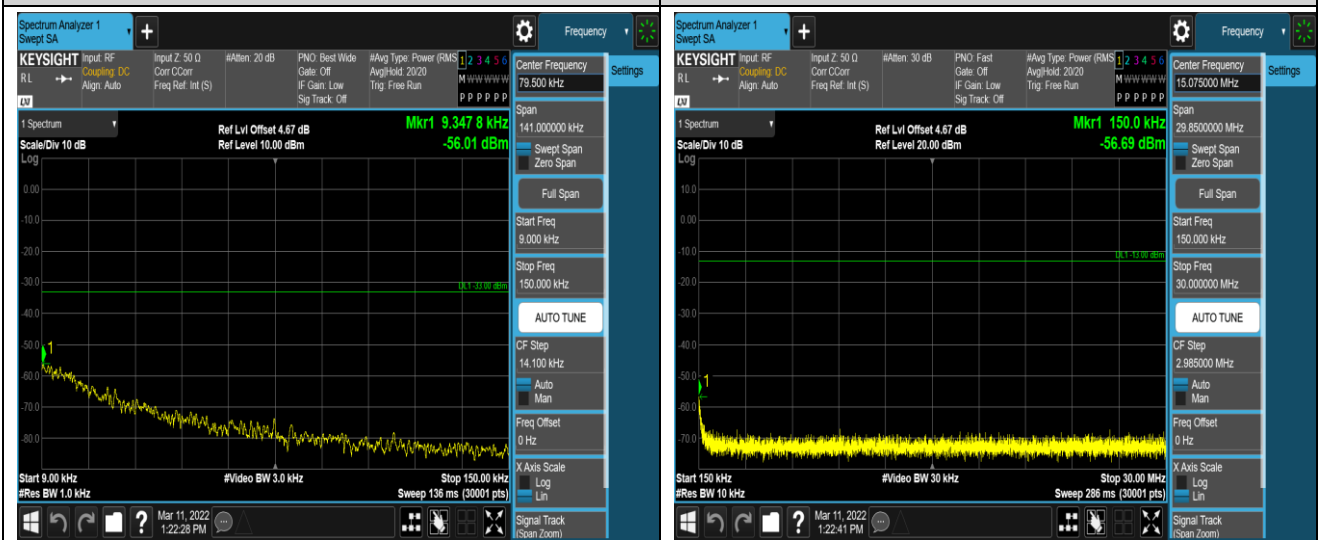 Spectrum Analyzer 1
Swept SA
Frequency
KEYSIGHT
Input: RF
Coupling: DC
Align: Auto
Input Z: 50 Ω
Corr CCorr
Freq Ref: Int (S)
#Atten: 20 dB
PNO: Best Wide
Gate: Off
IF Gain: Low
Sig Track: Off
#Avg Type: Power (RMS
Avg|Hold: 20/20
Trig: Free Run
1 2 3 4 5 6
M W W W W W
P P P P P P
R L
LXI
Center Frequency
79.500 kHz
Settings
1 Spectrum
Ref Lvl Offset 4.67 dB
Mkr1 9.347 8 kHz
Scale/Div 10 dB
Ref Level 10.00 dBm
-56.01 dBm
Log
0.00
-10.0
-20.0
-30.0
-40.0
-50.0
-60.0
-70.0
-80.0
DL1 -33.00 dBm
1
Span
141.000000 kHz
Swept Span
Zero Span
Full Span
Start Freq
9.000 kHz
Stop Freq
150.000 kHz
AUTO TUNE
CF Step
14.100 kHz
Auto
Man
Freq Offset
0 Hz
X Axis Scale
Log
Lin
Signal Track
(Span Zoom)
Start 9.00 kHz
#Video BW 3.0 kHz
Stop 150.00 kHz
#Res BW 1.0 kHz
Sweep 136 ms (30001 pts)
?
Mar 11, 2022
1:22:28 PM
Spectrum Analyzer 1
Swept SA
Frequency
KEYSIGHT
Input: RF
Coupling: DC
Align: Auto
Input Z: 50 Ω
Corr CCorr
Freq Ref: Int (S)
#Atten: 30 dB
PNO: Fast
Gate: Off
IF Gain: Low
Sig Track: Off
#Avg Type: Power (RMS
Avg|Hold: 20/20
Trig: Free Run
1 2 3 4 5 6
M W W W W W
P P P P P P
R L
LXI
Center Frequency
15.075000 MHz
Settings
1 Spectrum
Ref Lvl Offset 4.67 dB
Mkr1 150.0 kHz
Scale/Div 10 dB
Ref Level 20.00 dBm
-56.69 dBm
Log
10.0
0.00
-10.0
-20.0
-30.0
-40.0
-50.0
-60.0
-70.0
DL1 -13.00 dBm
1
Span
29.8500000 MHz
Swept Span
Zero Span
Full Span
Start Freq
150.000 kHz
Stop Freq
30.000000 MHz
AUTO TUNE
CF Step
2.985000 MHz
Auto
Man
Freq Offset
0 Hz
X Axis Scale
Log
Lin
Signal Track
(Span Zoom)
Start 150 kHz
#Video BW 30 kHz
Stop 30.00 MHz
#Res BW 10 kHz
Sweep 286 ms (30001 pts)
?
Mar 11, 2022
1:22:41 PM